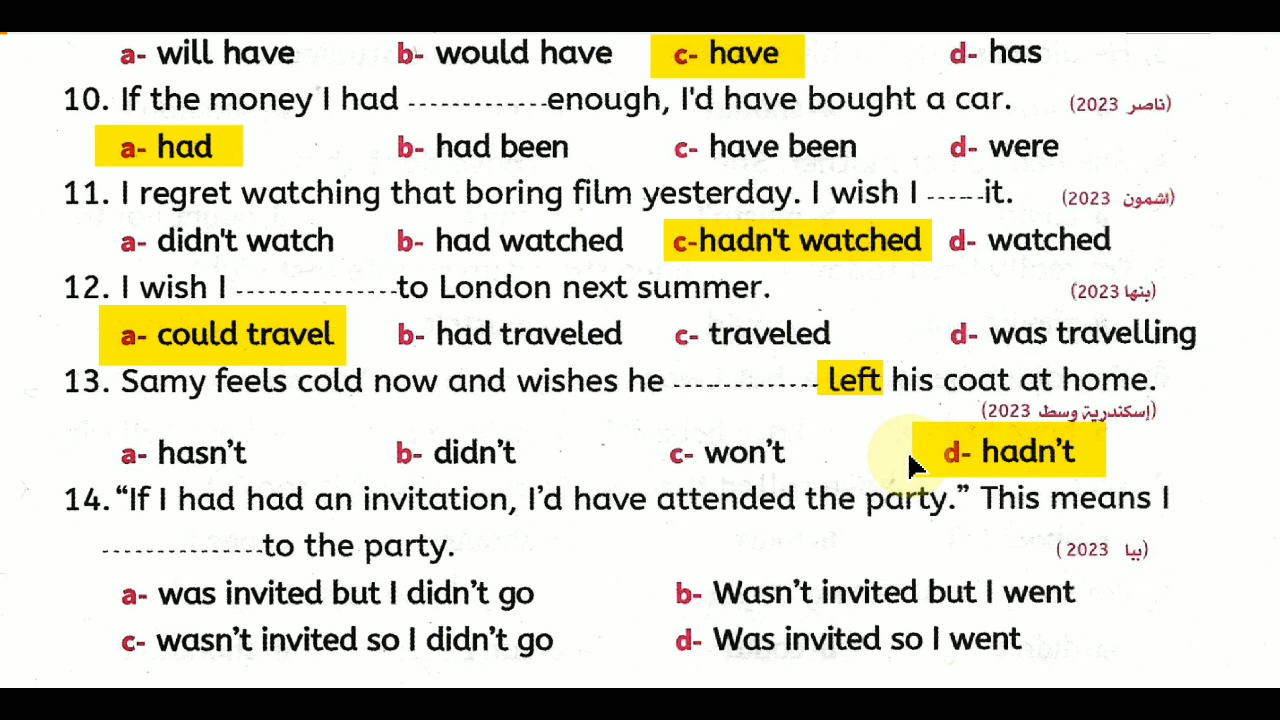 a- will have b- would have c- have d- has
10. If the money I had .............enough, I'd have bought a car. (ناصر 2023)
a- had b- had been c- have been d- were
11. I regret watching that boring film yesterday. I wish I ......it. (اشمون 2023)
a- didn't watch b- had watched c-hadn't watched d- watched
12. I wish I ...............to London next summer. (بنها 2023)
a- could travel b- had traveled c- traveled d- was travelling
13. Samy feels cold now and wishes he ............. left his coat at home.
(إسكندرية وسط 2023)
a- hasn't b- didn't c- won't d- hadn't
14. “If I had had an invitation, I'd have attended the party.” This means I
...............to the party. (ببا 2023)
a- was invited but I didn't go b- Wasn't invited but I went
c- wasn't invited so I didn't go d- Was invited so I went